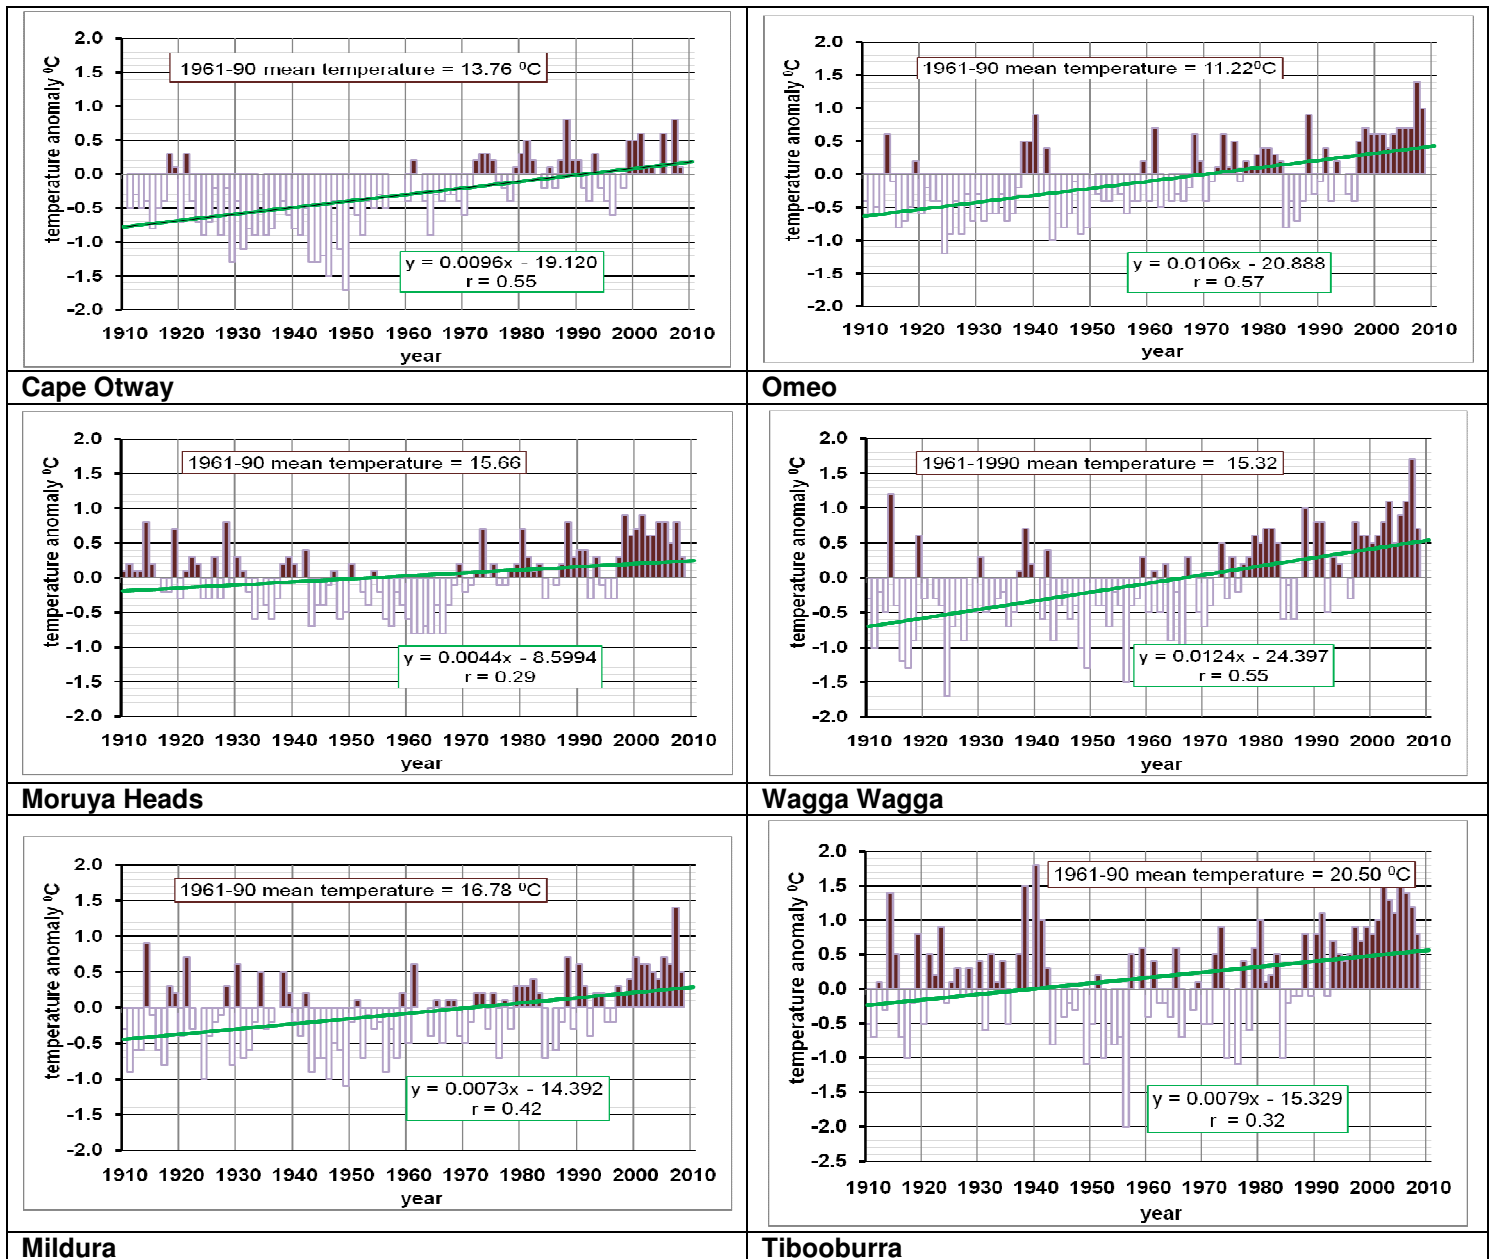 2.0
1.5
1.0
0.5
0.0
-0.5
-1.0
-1.5
-2.0
temperature anomaly ⁰C
1961-90 mean temperature = 13.76 ⁰C
y = 0.0096x - 19.120
r = 0.55
1910 1920 1930 1940 1950 1960 1970 1980 1990 2000 2010
year
Cape Otway
2.0
1.5
1.0
0.5
0.0
-0.5
-1.0
-1.5
-2.0
temperature anomaly ⁰C
1961-90 mean temperature = 11.22⁰C
y = 0.0106x - 20.888
r = 0.57
1910 1920 1930 1940 1950 1960 1970 1980 1990 2000 2010
year
Omeo
2.0
1.5
1.0
0.5
0.0
-0.5
-1.0
-1.5
-2.0
temperature anomaly ⁰C
1961-90 mean temperature = 15.66
y = 0.0044x - 8.5994
r = 0.29
1910 1920 1930 1940 1950 1960 1970 1980 1990 2000 2010
year
Moruya Heads
2.0
1.5
1.0
0.5
0.0
-0.5
-1.0
-1.5
-2.0
temperature anomaly ⁰C
1961-1990 mean temperature = 15.32
y = 0.0124x - 24.397
r = 0.55
1910 1920 1930 1940 1950 1960 1970 1980 1990 2000 2010
year
Wagga Wagga
2.0
1.5
1.0
0.5
0.0
-0.5
-1.0
-1.5
-2.0
temperature anomaly ⁰C
1961-90 mean temperature = 16.78 ⁰C
y = 0.0073x - 14.392
r = 0.42
1910 1920 1930 1940 1950 1960 1970 1980 1990 2000 2010
year
Mildura
2.0
1.5
1.0
0.5
0.0
-0.5
-1.0
-1.5
-2.0
-2.5
temperature anomaly ⁰C
1961-90 mean temperature = 20.50 ⁰C
y = 0.0079x - 15.329
r = 0.32
1910 1920 1930 1940 1950 1960 1970 1980 1990 2000 2010
year
Tibooburra